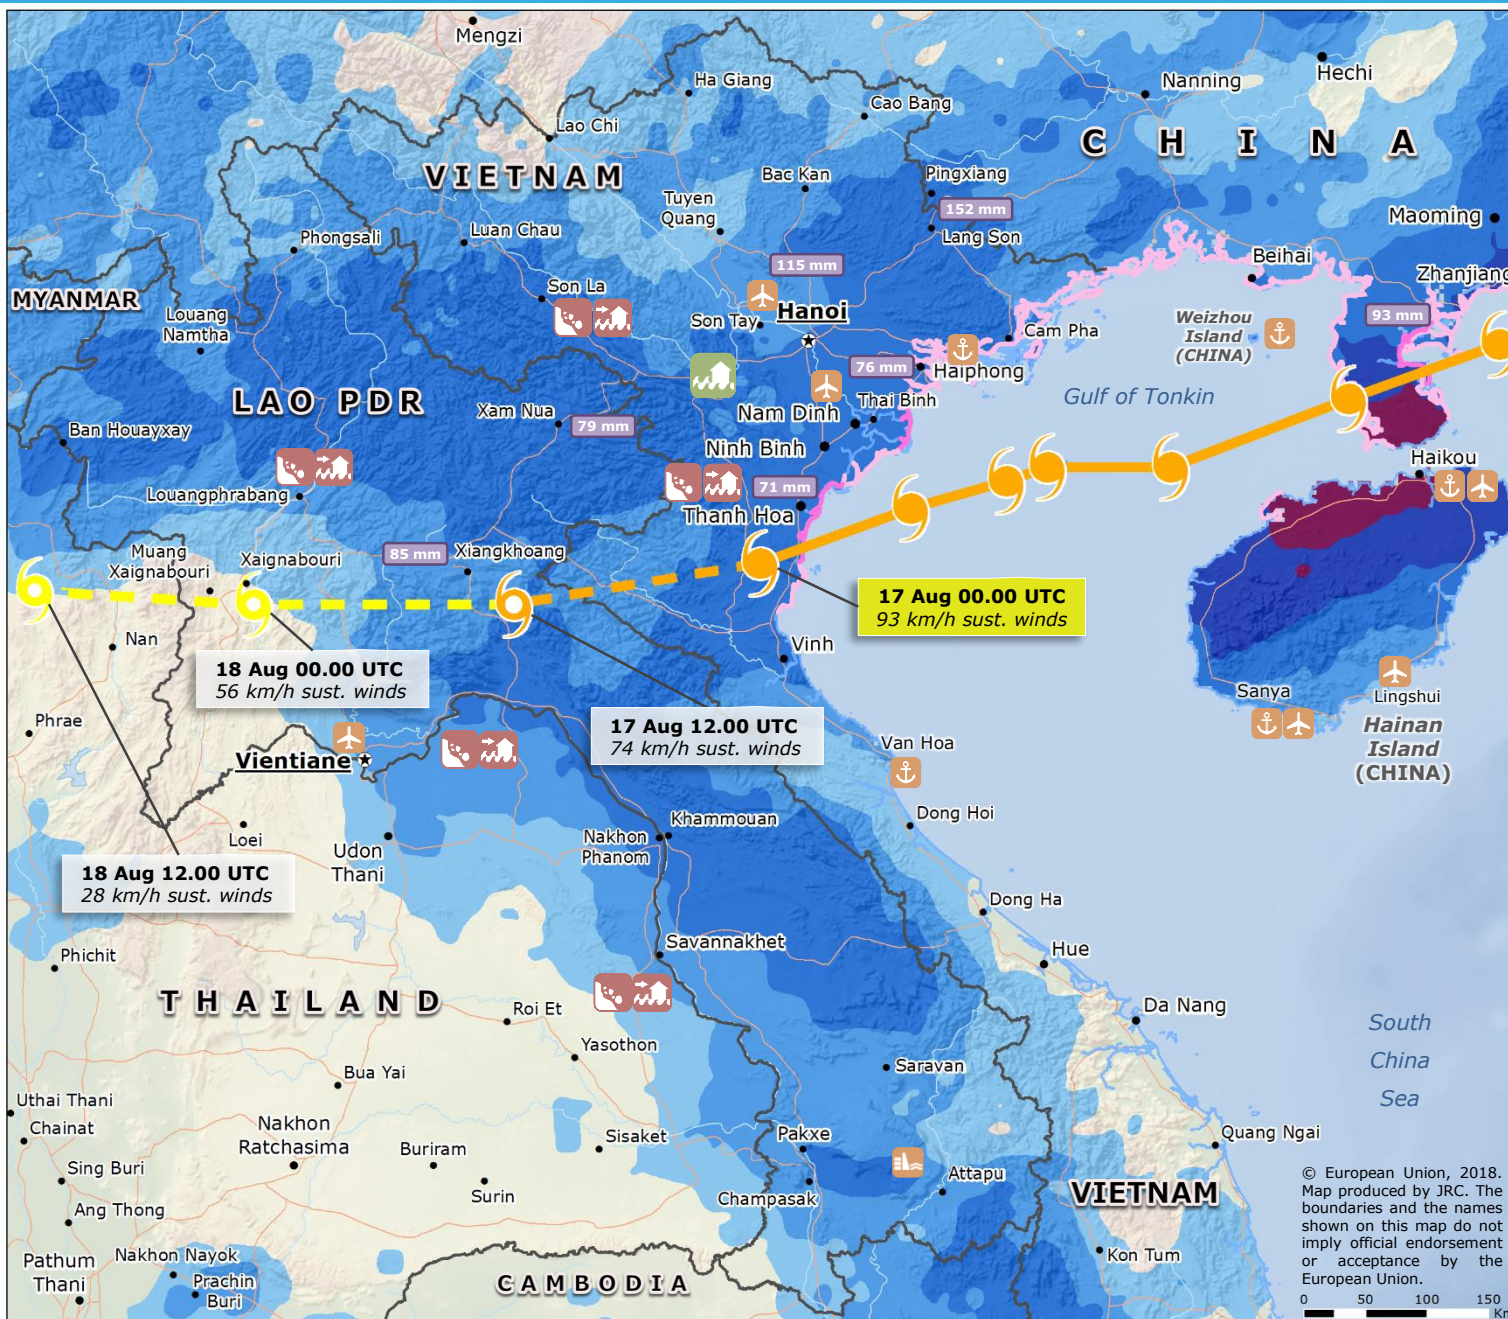 Mengzi
Hechi
Ha Giang
Nanning
Cao Bang
Lao Chi
C H I N A
VIETNAM
Bac Kan
Pingxiang
Tuyen
Quang
152 mm
Maoming
Luan Chau
Phongsali
Lang Son
Beihai
115 mm
Zhanjiang
MYANMAR
Son La
Louang
Namtha
Hanoi
Son Tay
Cam Pha
Weizhou
Island
(CHINA)
93 mm
76 mm
Haiphong
LAO PDR
Gulf of Tonkin
Xam Nua
79 mm
Nam Dinh
Thai Binh
Ban Houayxay
Ninh Binh
Haikou
Louangphrabang
71 mm
Thanh Hoa
Muang
Xaignabouri
Xaignabouri
85 mm
Xiangkhoang
17 Aug 00.00 UTC
93 km/h sust. winds
Nan
Vinh
18 Aug 00.00 UTC
56 km/h sust. winds
Sanya
Lingshui
Phrae
17 Aug 12.00 UTC
74 km/h sust. winds
Hainan
Island
(CHINA)
Van Hoa
Vientiane
Dong Hoi
Khammouan
Loei
Udon
Thani
Nakhon
Phanom
18 Aug 12.00 UTC
28 km/h sust. winds
Dong Ha
Savannakhet
Hue
Phichit
THAILAND
Roi Et
Da Nang
South
China
Sea
Yasothon
Saravan
Bua Yai
Uthai Thani
Chainat
Nakhon
Ratchasima
Buriram
Sisaket
Pakxe
Quang Ngai
Sing Buri
Surin
Champasak
Attapu
VIETNAM
Ang Thong
Pathum
Thani
Nakhon Nayok
Prachin
Buri
CAMBODIA
Kon Tum
© European Union, 2018.
Map produced by JRC. The
boundaries and the names
shown on this map do not
imply official endorsement
or acceptance by the
European Union.
0 50 100 150
Km